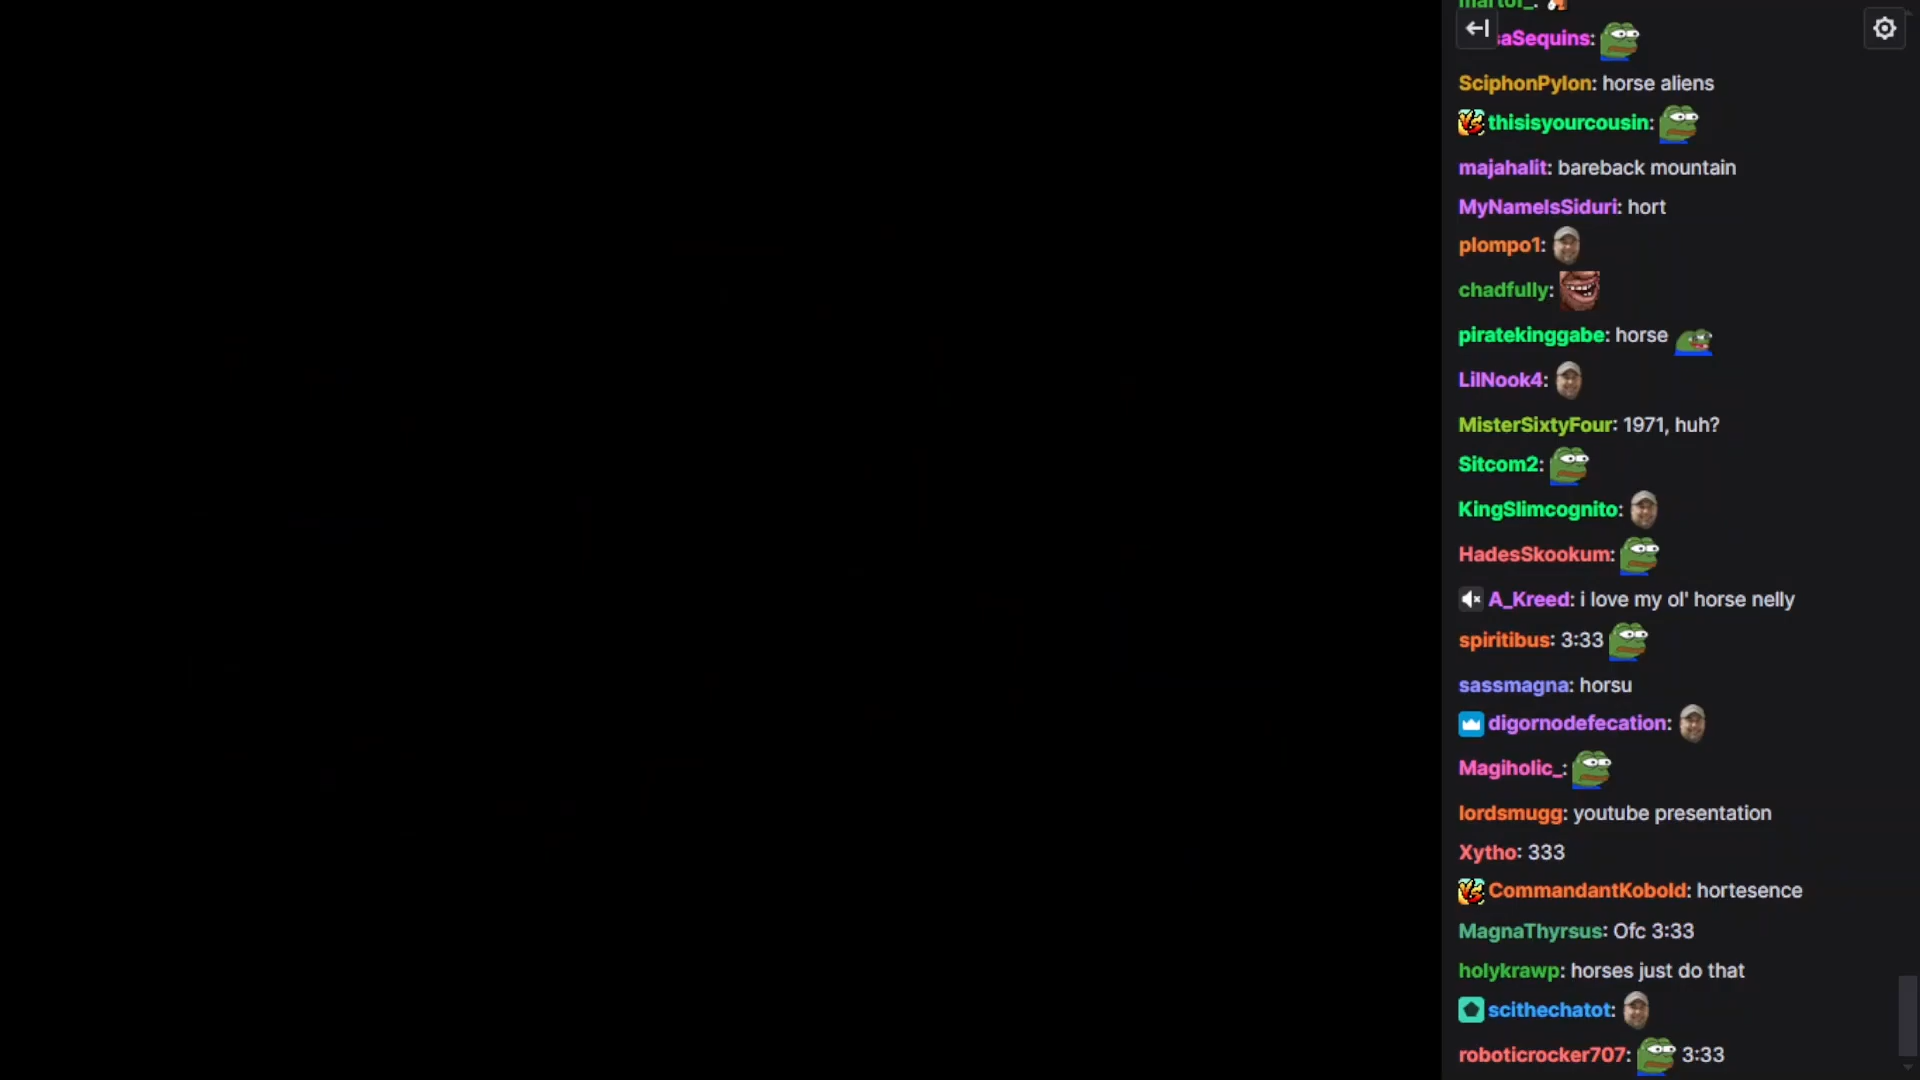 martof_:
saSequins:
SciphonPylon: horse aliens
thisisyourcousin:
majahalit: bareback mountain
MyNameIsSiduri: hort
plompo1:
chadfully:
piratekinggabe: horse
LilNook4:
MisterSixtyFour: 1971, huh?
Sitcom2:
KingSlimcognito:
HadesSkookum:
A_Kreed: i love my ol' horse nelly
spiritibus: 3:33
sassmagna: horsu
digornodefecation:
Magiholic_:
lordsmugg: youtube presentation
Xytho: 333
CommandantKobold: hortesence
MagnaThyrsus: Ofc 3:33
holykrawp: horses just do that
scithechatot:
roboticrocker707: 3:33